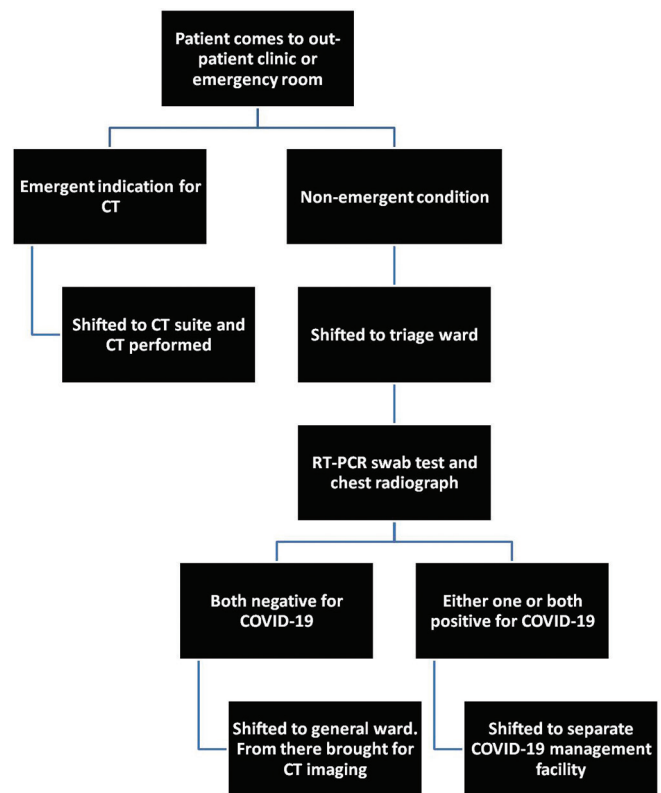 Patient comes to out-
patient clinic or
emergency room
Emergent indication for
CT
Non-emergent condition
Shifted to CT suite and
CT performed
Shifted to triage ward
RT-PCR swab test and
chest radiograph
Both negative for
COVID-19
Either one or both
positive for COVID-19
Shifted to general ward.
From there brought for
CT imaging
Shifted to separate
COVID-19 management
facility